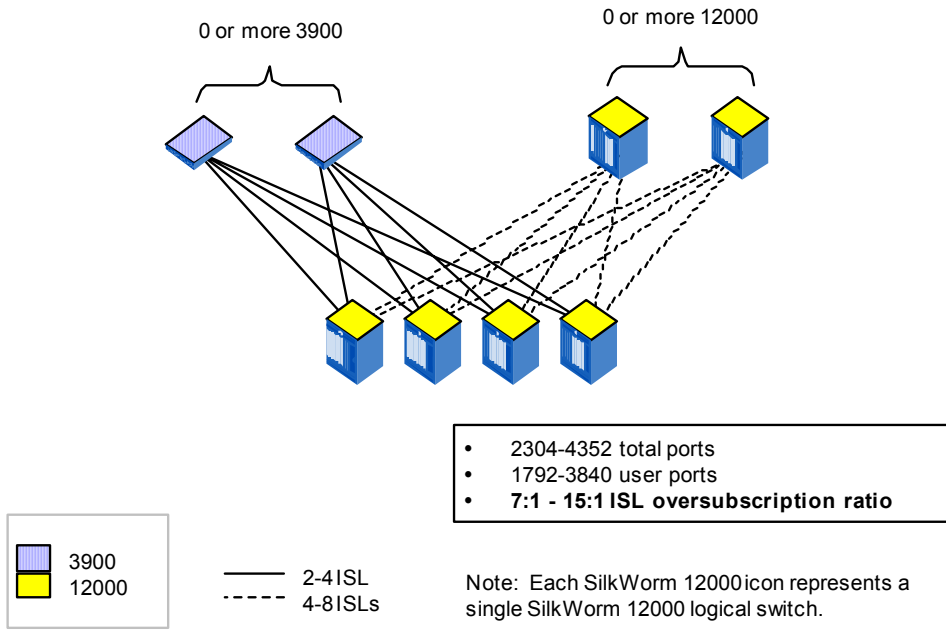 0 or more 3900
0 or more 12000
• 2304-4352 total ports
• 1792-3840 user ports
• 7:1 - 15:1 ISL oversubscription ratio
3900
12000
2-4 ISL
4-8 ISLs
Note: Each SilkWorm 12000 icon represents a
single SilkWorm 12000 logical switch.